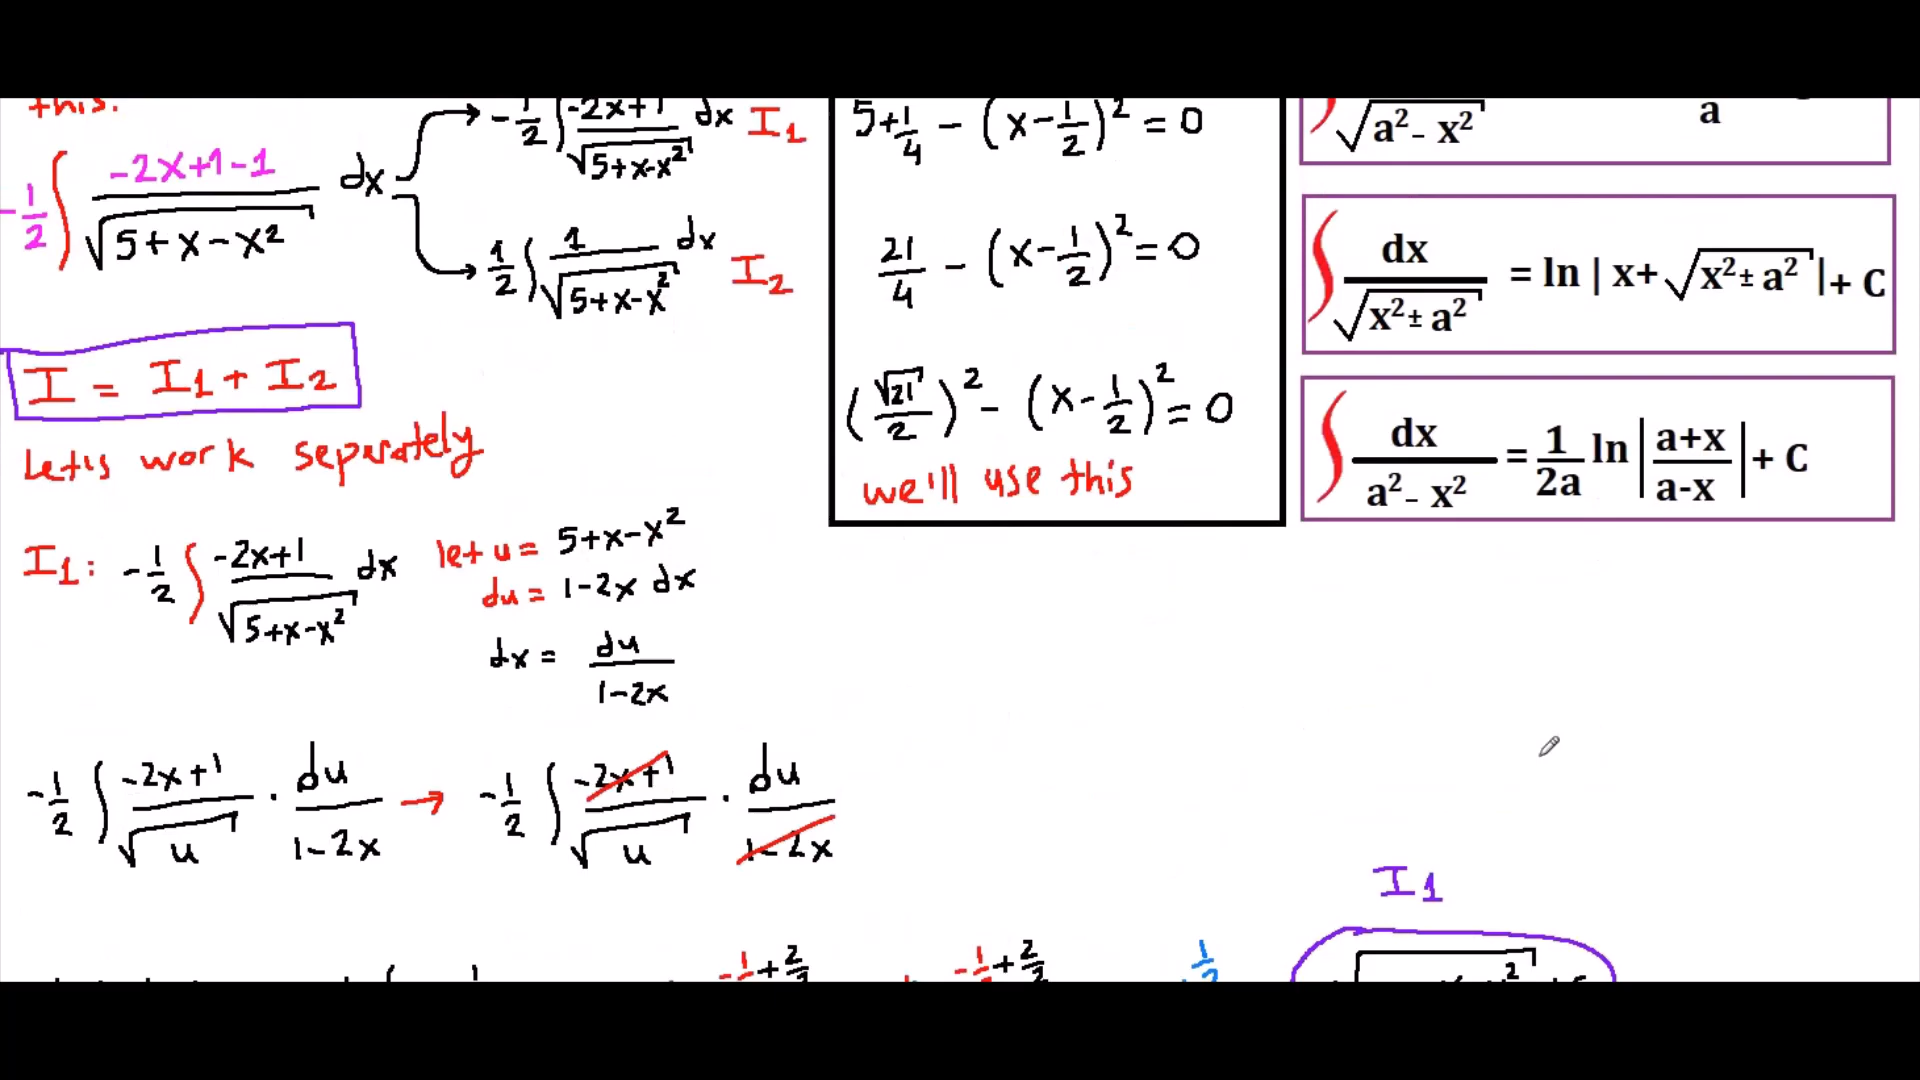 this.
-1/2 ∫ (-2x+1-1)/√(5+x-x²) dx
→ -1/2 ∫ (-2x+1)/√(5+x-x²) dx I1
→ 1/2 ∫ 1/√(5+x-x²) dx I2
I = I1 + I2
Let's work seperately
I1: -1/2 ∫ (-2x+1)/√(5+x-x²) dx
let u = 5+x-x²
du = 1-2x dx
dx = du/(1-2x)
-1/2 ∫ (-2x+1)/√u · du/(1-2x) → -1/2 ∫ (-2x+1)/√u · du/(1-2x)
5+1/4 - (x-1/2)² = 0
21/4 - (x-1/2)² = 0
(√21/2)² - (x-1/2)² = 0
we'll use this
√(a²-x²) a
∫ dx/√(x²±a²) = ln | x+√(x²±a²) | + C
∫ dx/(a²-x²) = 1/2a ln |(a+x)/(a-x)| + C
I1